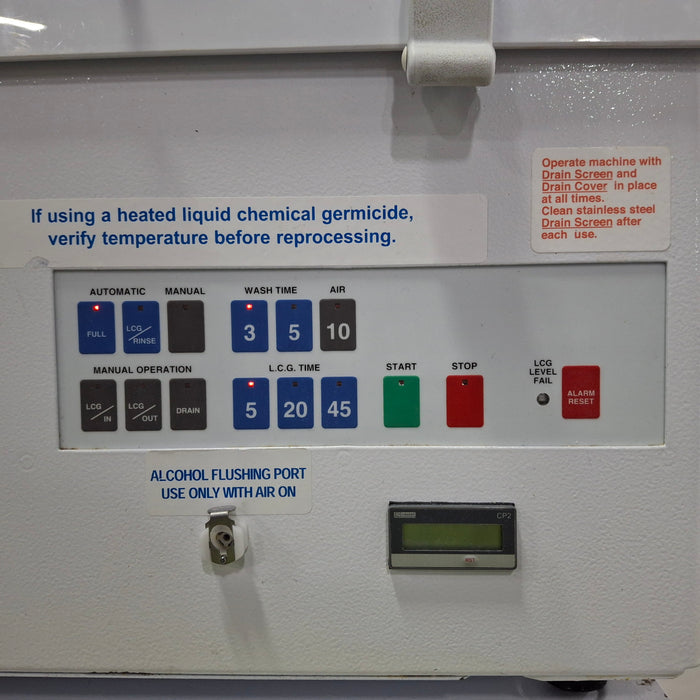 Operate machine with
Drain Screen and
Drain Cover in place
at all times.
Clean stainless steel
Drain Screen after
each use.
If using a heated liquid chemical germicide,
verify temperature before reprocessing.
AUTOMATIC MANUAL WASH TIME AIR
FULL LCG/RINSE 3 5 10
MANUAL OPERATION L.C.G. TIME START STOP LCG
LEVEL
FAIL
LCG/IN LCG/OUT DRAIN 5 20 45 ALARM
RESET
ALCOHOL FLUSHING PORT
USE ONLY WITH AIR ON
CP2
RST